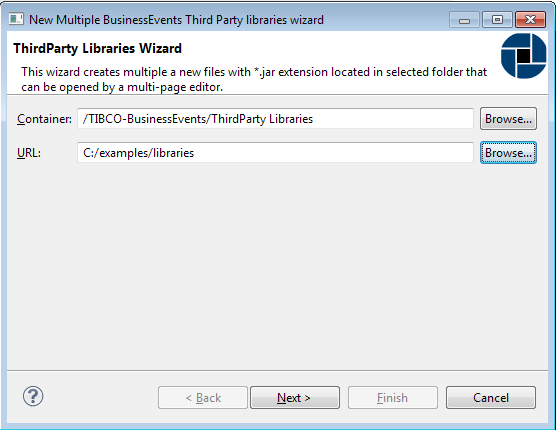 New Multiple BusinessEvents Third Party libraries wizard
ThirdParty Libraries Wizard
This wizard creates multiple a new files with *.jar extension located in selected folder that
can be opened by a multi-page editor.
Container: /TIBCO-BusinessEvents/ThirdParty Libraries Browse...
URL: C:/examples/libraries Browse...
? < Back Next > Finish Cancel